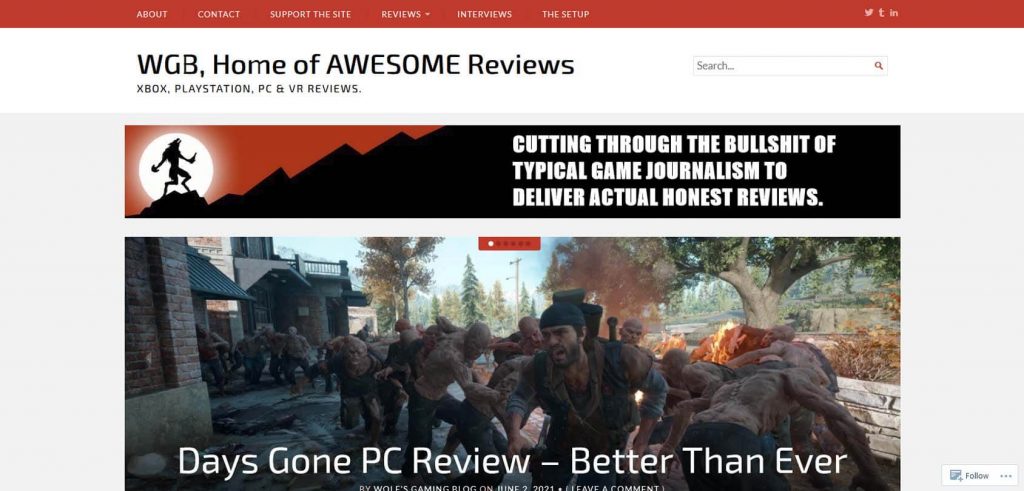 ABOUT CONTACT SUPPORT THE SITE REVIEWS INTERVIEWS THE SETUP
WGB, Home of AWESOME Reviews
Search...
XBOX, PLAYSTATION, PC & VR REVIEWS.
CUTTING THROUGH THE BULLSHIT OF
TYPICAL GAME JOURNALISM TO
DELIVER ACTUAL HONEST REVIEWS.
Days Gone PC Review – Better Than Ever
BY WOLF'S GAMING BLOG ON JUNE 2, 2021 • ( LEAVE A COMMENT )
Follow